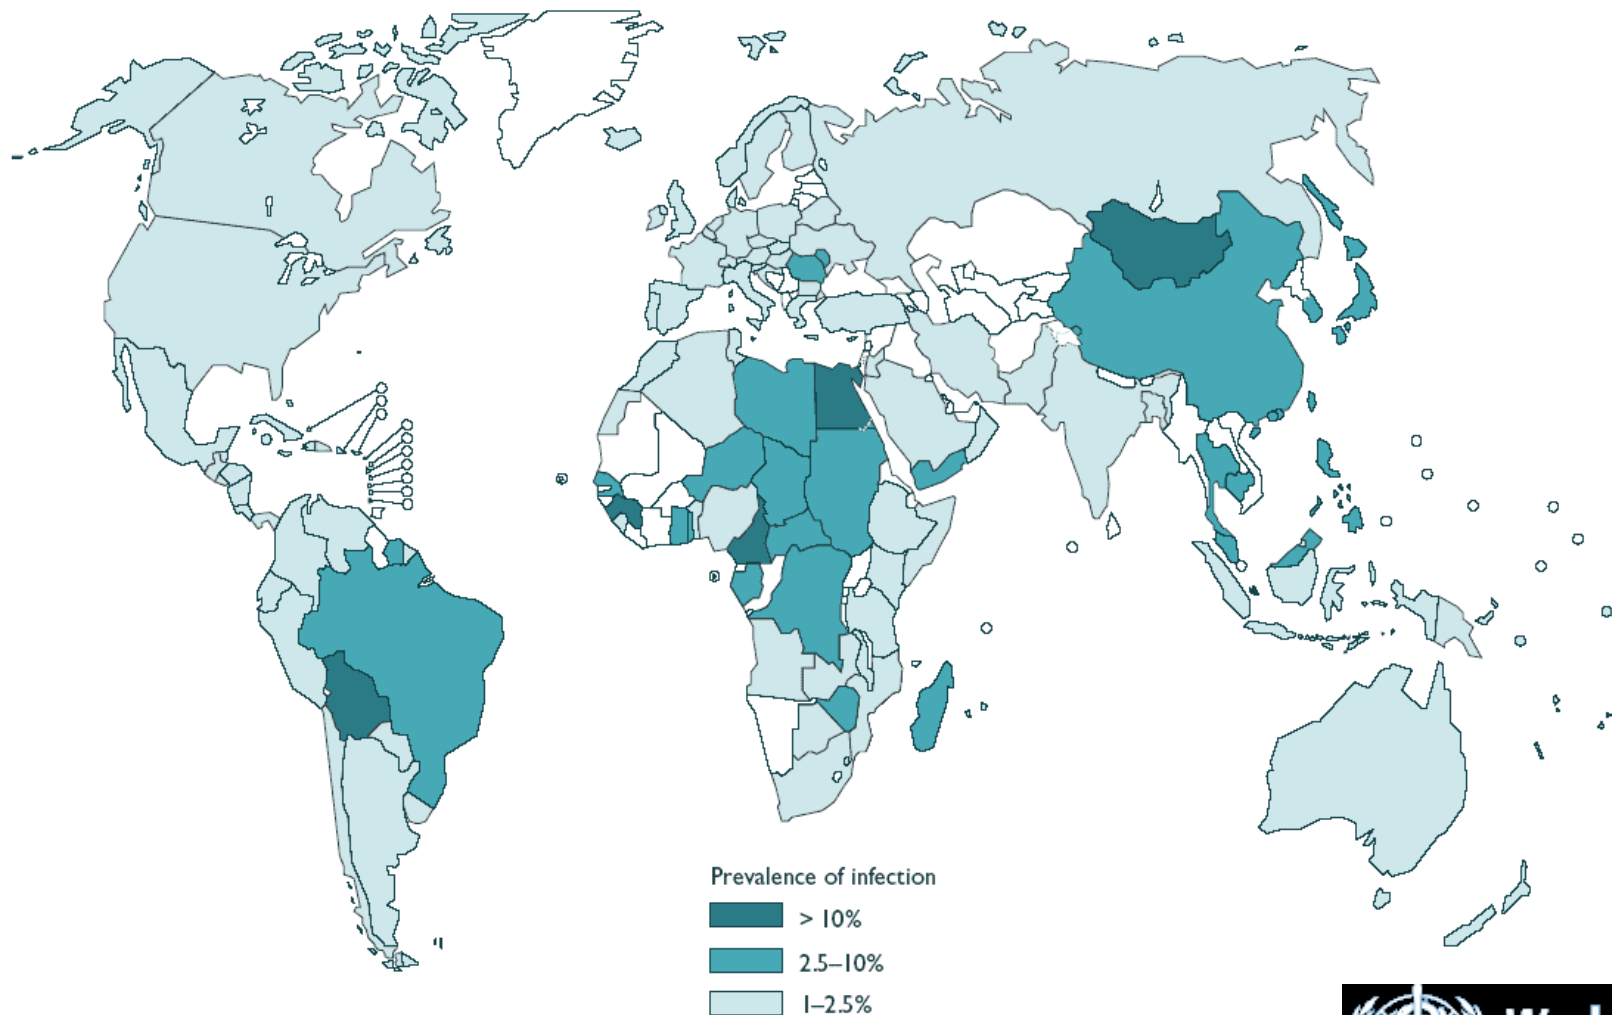 Prevalence of infection
> 10%
2.5–10%
1–2.5%